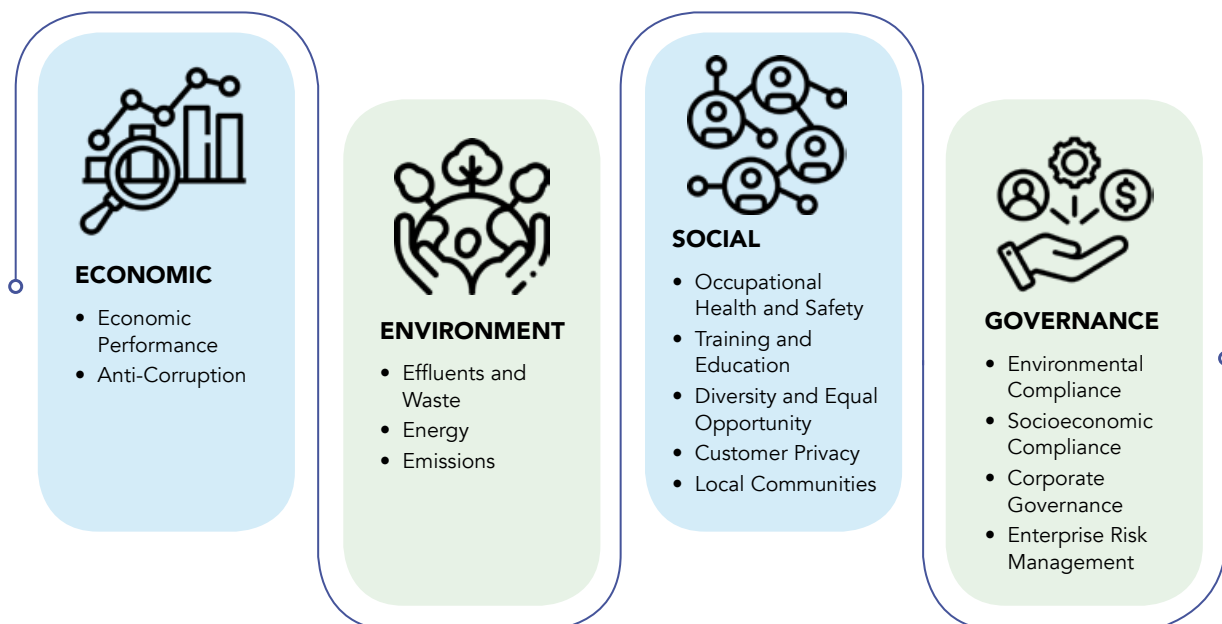 ECONOMIC
• Economic
Performance
• Anti-Corruption
ENVIRONMENT
• Effluents and
Waste
• Energy
• Emissions
$
SOCIAL
• Occupational
Health and Safety
• Training and
Education
• Diversity and Equal
Opportunity
• Customer Privacy
• Local Communities
GOVERNANCE
• Environmental
Compliance
• Socioeconomic
Compliance
• Corporate
Governance
• Enterprise Risk
Management